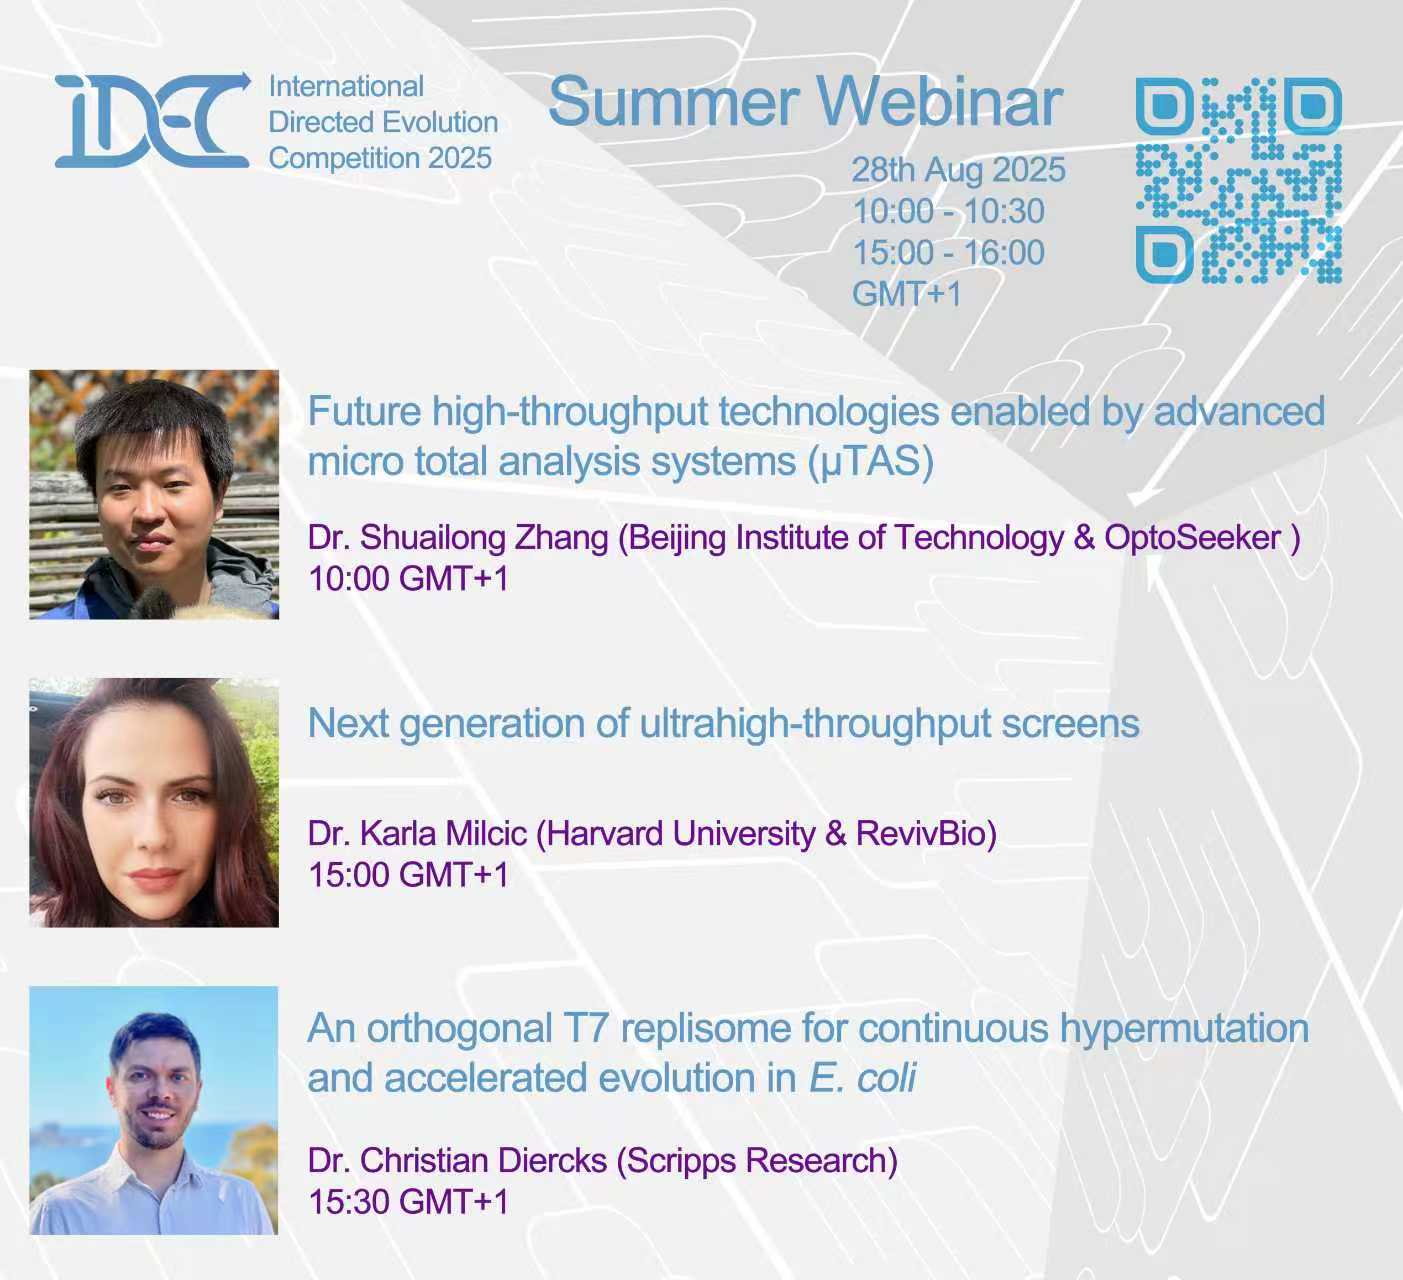 iDEC
International
Directed Evolution
Competition 2025
Summer Webinar
28th Aug 2025
10:00 - 10:30
15:00 - 16:00
GMT+1
Future high-throughput technologies enabled by advanced
micro total analysis systems (µTAS)
Dr. Shuailong Zhang (Beijing Institute of Technology & OptoSeeker )
10:00 GMT+1
Next generation of ultrahigh-throughput screens
Dr. Karla Milcic (Harvard University & RevivBio)
15:00 GMT+1
An orthogonal T7 replisome for continuous hypermutation
and accelerated evolution in E. coli
Dr. Christian Diercks (Scripps Research)
15:30 GMT+1